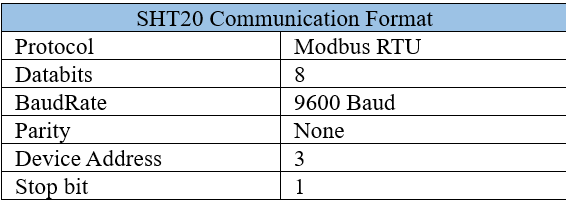 SHT20 Communication Format
Protocol Modbus RTU
Databits 8
BaudRate 9600 Baud
Parity None
Device Address 3
Stop bit 1